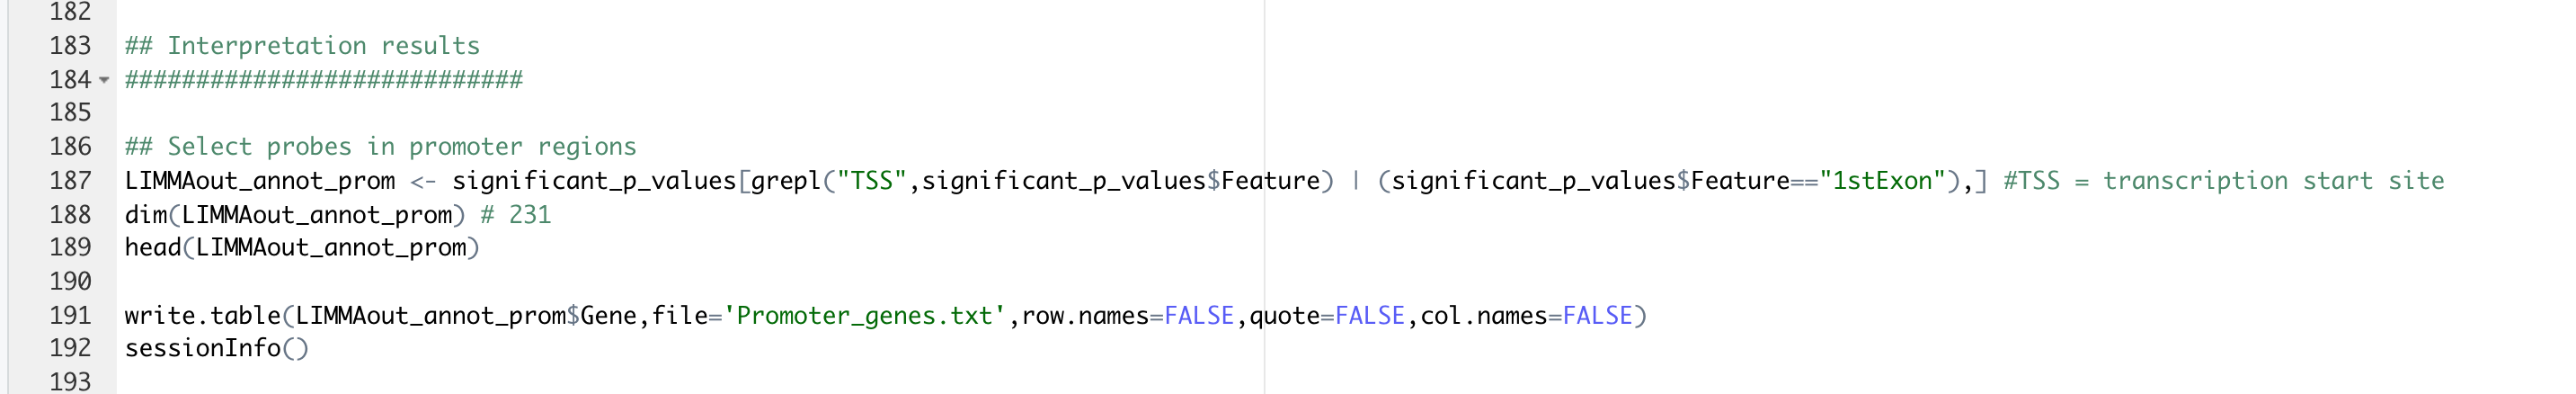 182
183 ## Interpretation results
184 ############################
185
186 ## Select probes in promoter regions
187 LIMMAout_annot_prom <- significant_p_values[grepl("TSS",significant_p_values$Feature) | (significant_p_values$Feature=="1stExon"),] #TSS = transcription start site
188 dim(LIMMAout_annot_prom) # 231
189 head(LIMMAout_annot_prom)
190
191 write.table(LIMMAout_annot_prom$Gene,file='Promoter_genes.txt',row.names=FALSE,quote=FALSE,col.names=FALSE)
192 sessionInfo()
193